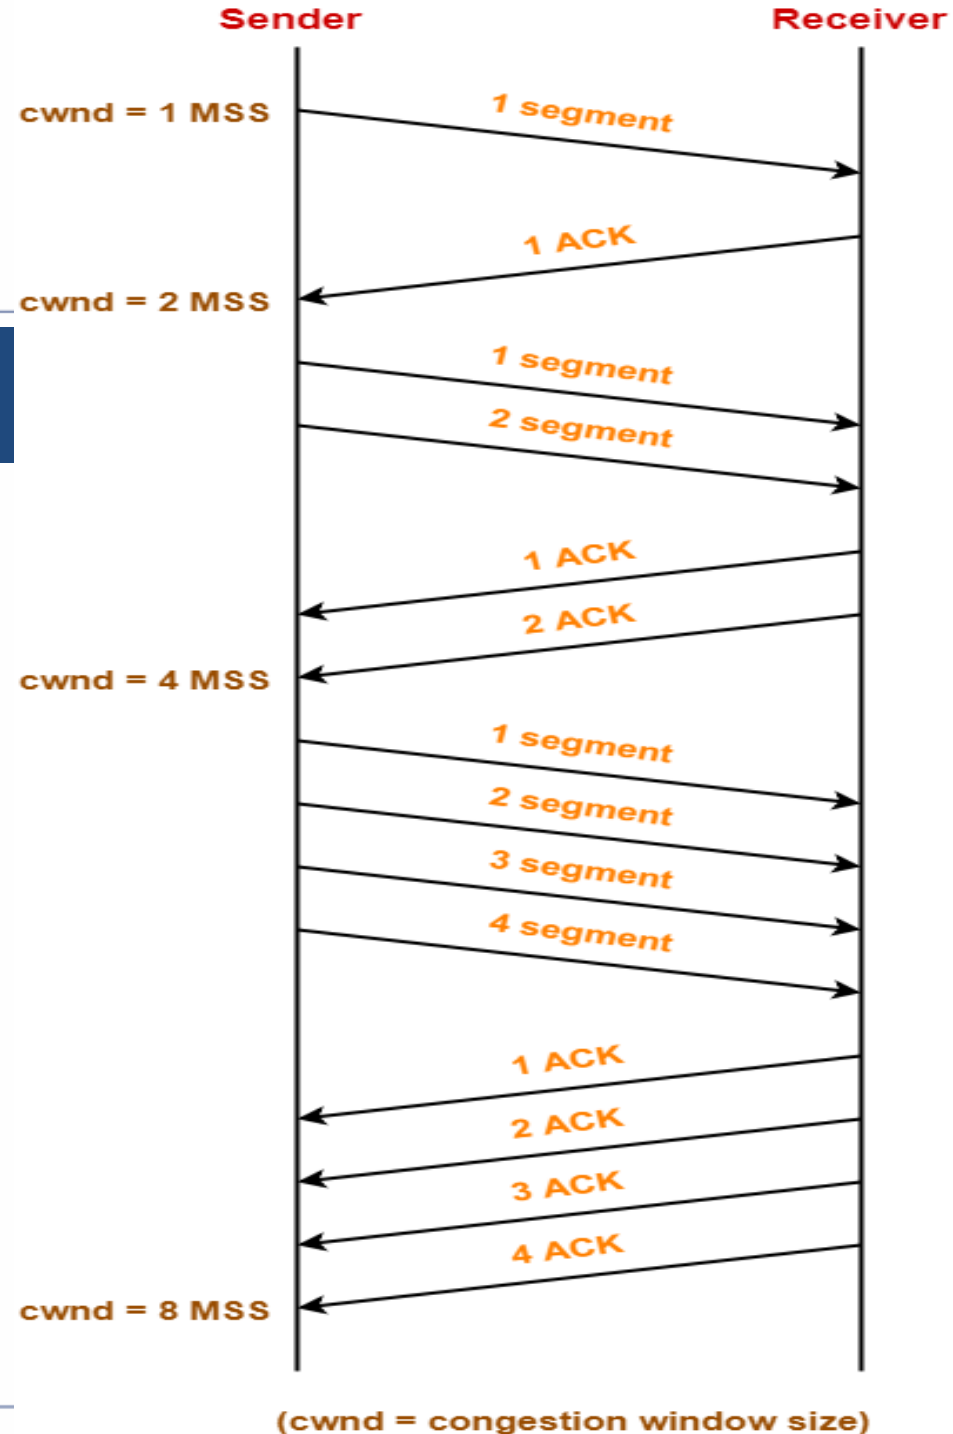 Sender Receiver
cwnd = 1 MSS
1 segment
1 ACK
cwnd = 2 MSS
1 segment
2 segment
1 ACK
2 ACK
cwnd = 4 MSS
1 segment
2 segment
3 segment
4 segment
1 ACK
2 ACK
3 ACK
4 ACK
cwnd = 8 MSS
(cwnd = congestion window size)